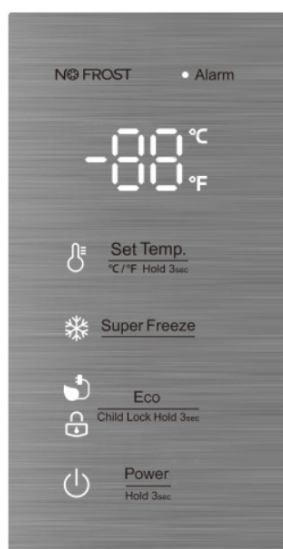 NO FROST
Alarm
-88 °C
°F
Set Temp.
°C/°F Hold 3sec
Super Freeze
Eco
Child Lock Hold 3sec
Power
Hold 3sec